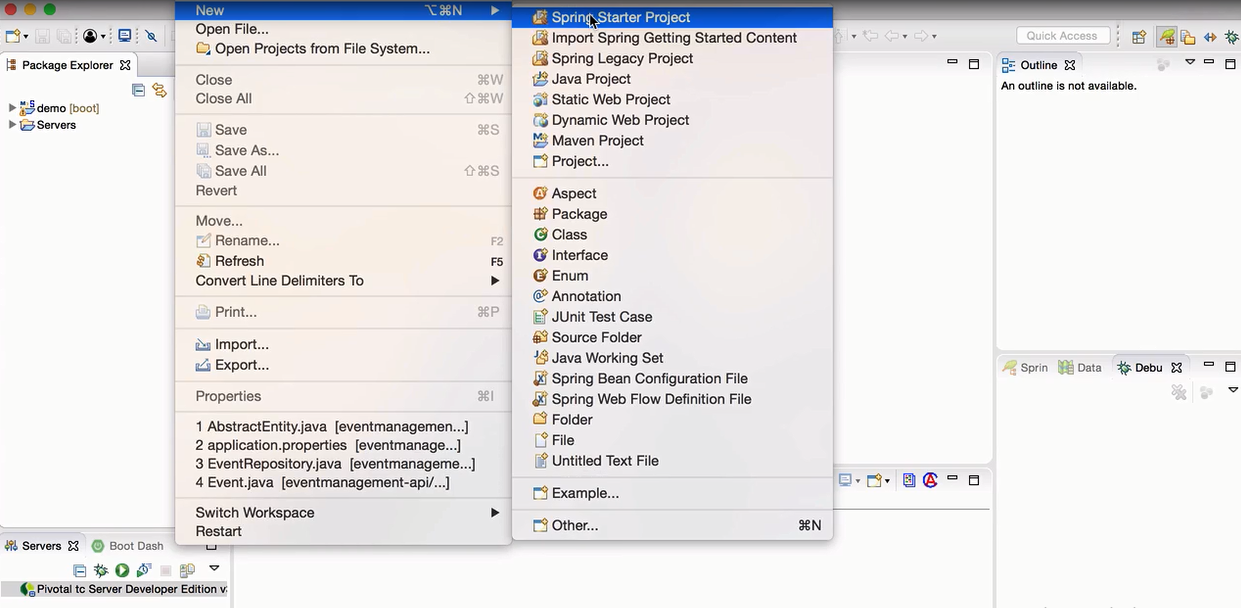 New ⌥⌘N
Open File...
Open Projects from File System...
Close ⌘W
Close All ⇧⌘W
Save ⌘S
Save As...
Save All ⇧⌘S
Revert
Move...
Rename... F2
Refresh F5
Convert Line Delimiters To
Print... ⌘P
Import...
Export...
Properties ⌘I
1 AbstractEntity.java [eventmanagemen...]
2 application.properties [eventmanage...]
3 EventRepository.java [eventmanageme...]
4 Event.java [eventmanagement-api/...]
Switch Workspace
Restart
Spring Starter Project
Import Spring Getting Started Content
Spring Legacy Project
Java Project
Static Web Project
Dynamic Web Project
Maven Project
Project...
Aspect
Package
Class
Interface
Enum
Annotation
JUnit Test Case
Source Folder
Java Working Set
Spring Bean Configuration File
Spring Web Flow Definition File
Folder
File
Untitled Text File
Example...
Other... ⌘N
Package Explorer
demo [boot]
Servers
Servers Boot Dash
Pivotal tc Server Developer Edition v
Quick Access
Outline
An outline is not available.
Sprin Data Debu